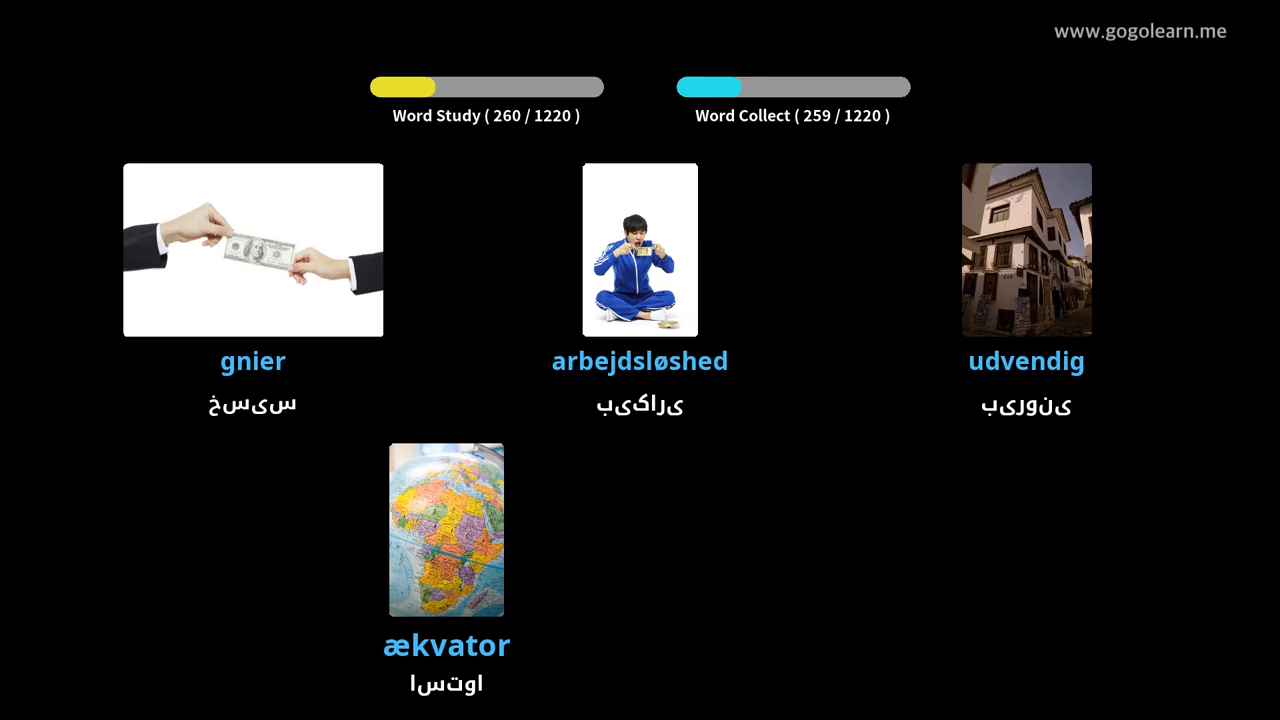 www.gogolearn.me
Word Study ( 260 / 1220 )
Word Collect ( 259 / 1220 )
gnier
خسیس
arbejdsløshed
بیکاری
udvendig
بیرونی
ækvator
استوا